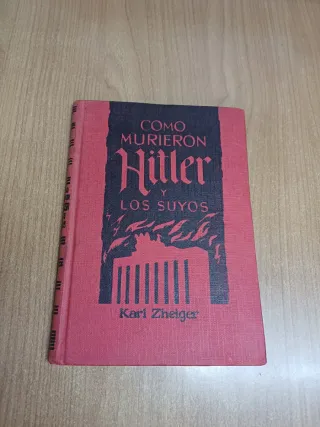 COMO
MURIERON
Hitler
Y
LOS SUYOS
Karl Zheiger